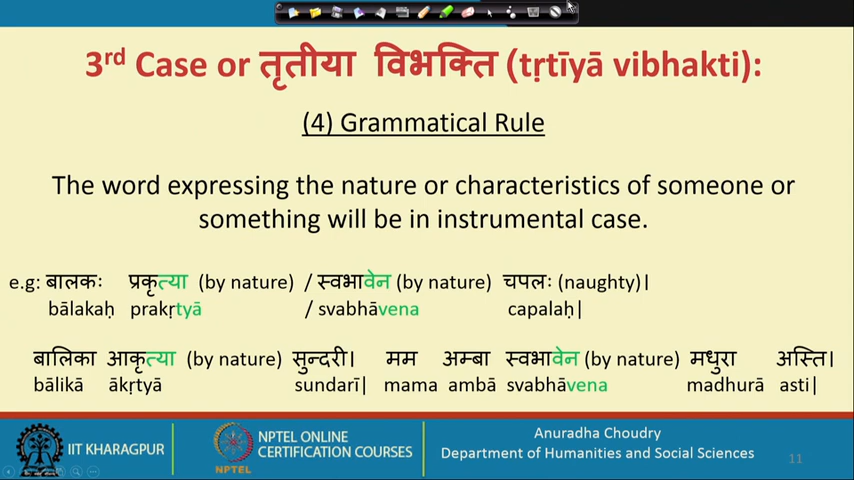 3rd Case or तृतीया विभक्ति (tṛtīyā vibhakti):
(4) Grammatical Rule
The word expressing the nature or characteristics of someone or
something will be in instrumental case.
e.g: बालकः प्रकृत्या (by nature) / स्वभावेन (by nature) चपलः (naughty)।
bālakaḥ prakṛtyā / svabhāvena capalaḥ|
बालिका आकृत्या (by nature) सुन्दरी। मम अम्बा स्वभावेन (by nature) मधुरा अस्ति।
bālikā ākṛtyā sundarī| mama ambā svabhāvena madhurā asti|
IIT KHARAGPUR
NPTEL
NPTEL ONLINE
CERTIFICATION COURSES
Anuradha Choudry
Department of Humanities and Social Sciences
11